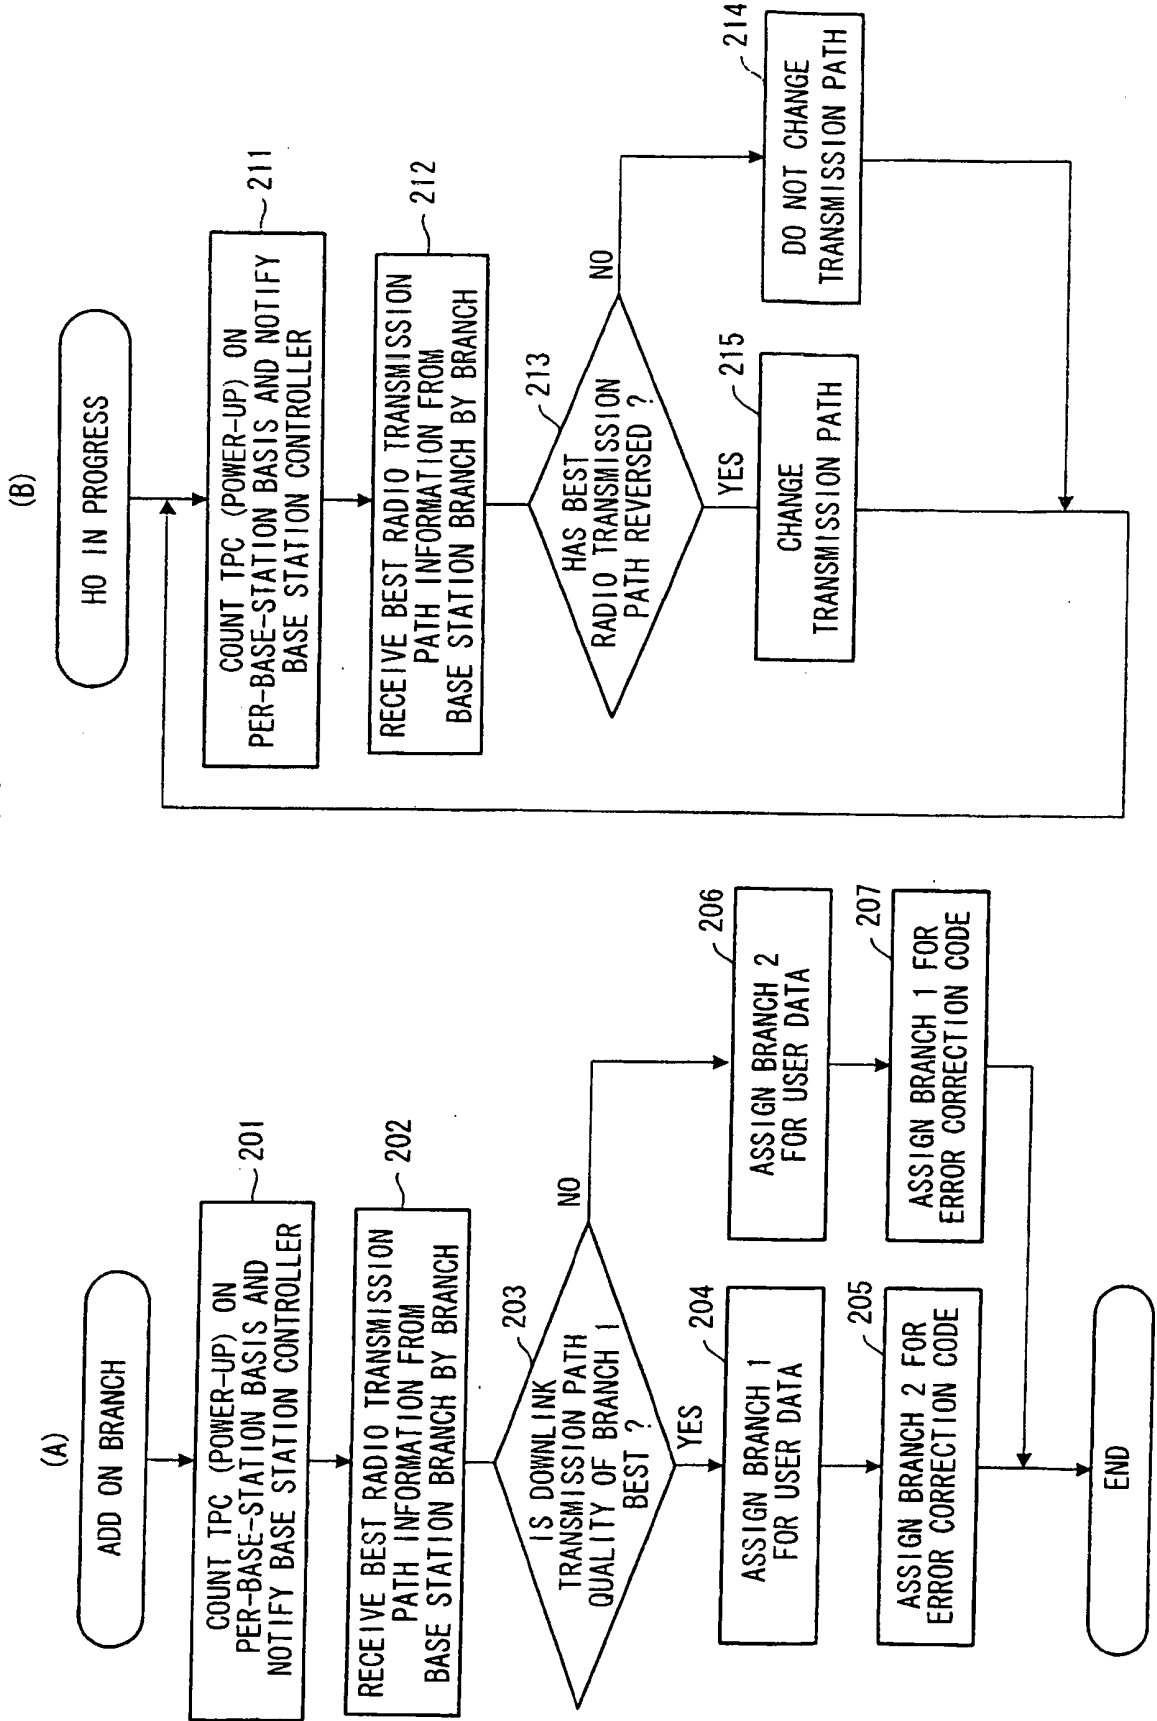 (A)
ADD ON BRANCH
COUNT TPC (POWER-UP) ON
PER-BASE-STATION BASIS AND
NOTIFY BASE STATION CONTROLLER
201
RECEIVE BEST RADIO TRANSMISSION
PATH INFORMATION FROM
BASE STATION BRANCH BY BRANCH
202
IS DOWNLINK
TRANSMISSION PATH
QUALITY OF BRANCH 1
BEST ?
203
YES
NO
ASSIGN BRANCH 1
FOR USER DATA
204
ASSIGN BRANCH 2 FOR
ERROR CORRECTION CODE
205
ASSIGN BRANCH 2
FOR USER DATA
206
ASSIGN BRANCH 1 FOR
ERROR CORRECTION CODE
207
END
(B)
HO IN PROGRESS
COUNT TPC (POWER-UP) ON
PER-BASE-STATION BASIS AND NOTIFY
BASE STATION CONTROLLER
211
RECEIVE BEST RADIO TRANSMISSION
PATH INFORMATION FROM
BASE STATION BRANCH BY BRANCH
212
HAS BEST
RADIO TRANSMISSION
PATH REVERSED ?
213
YES
NO
CHANGE
TRANSMISSION PATH
215
DO NOT CHANGE
TRANSMISSION PATH
214